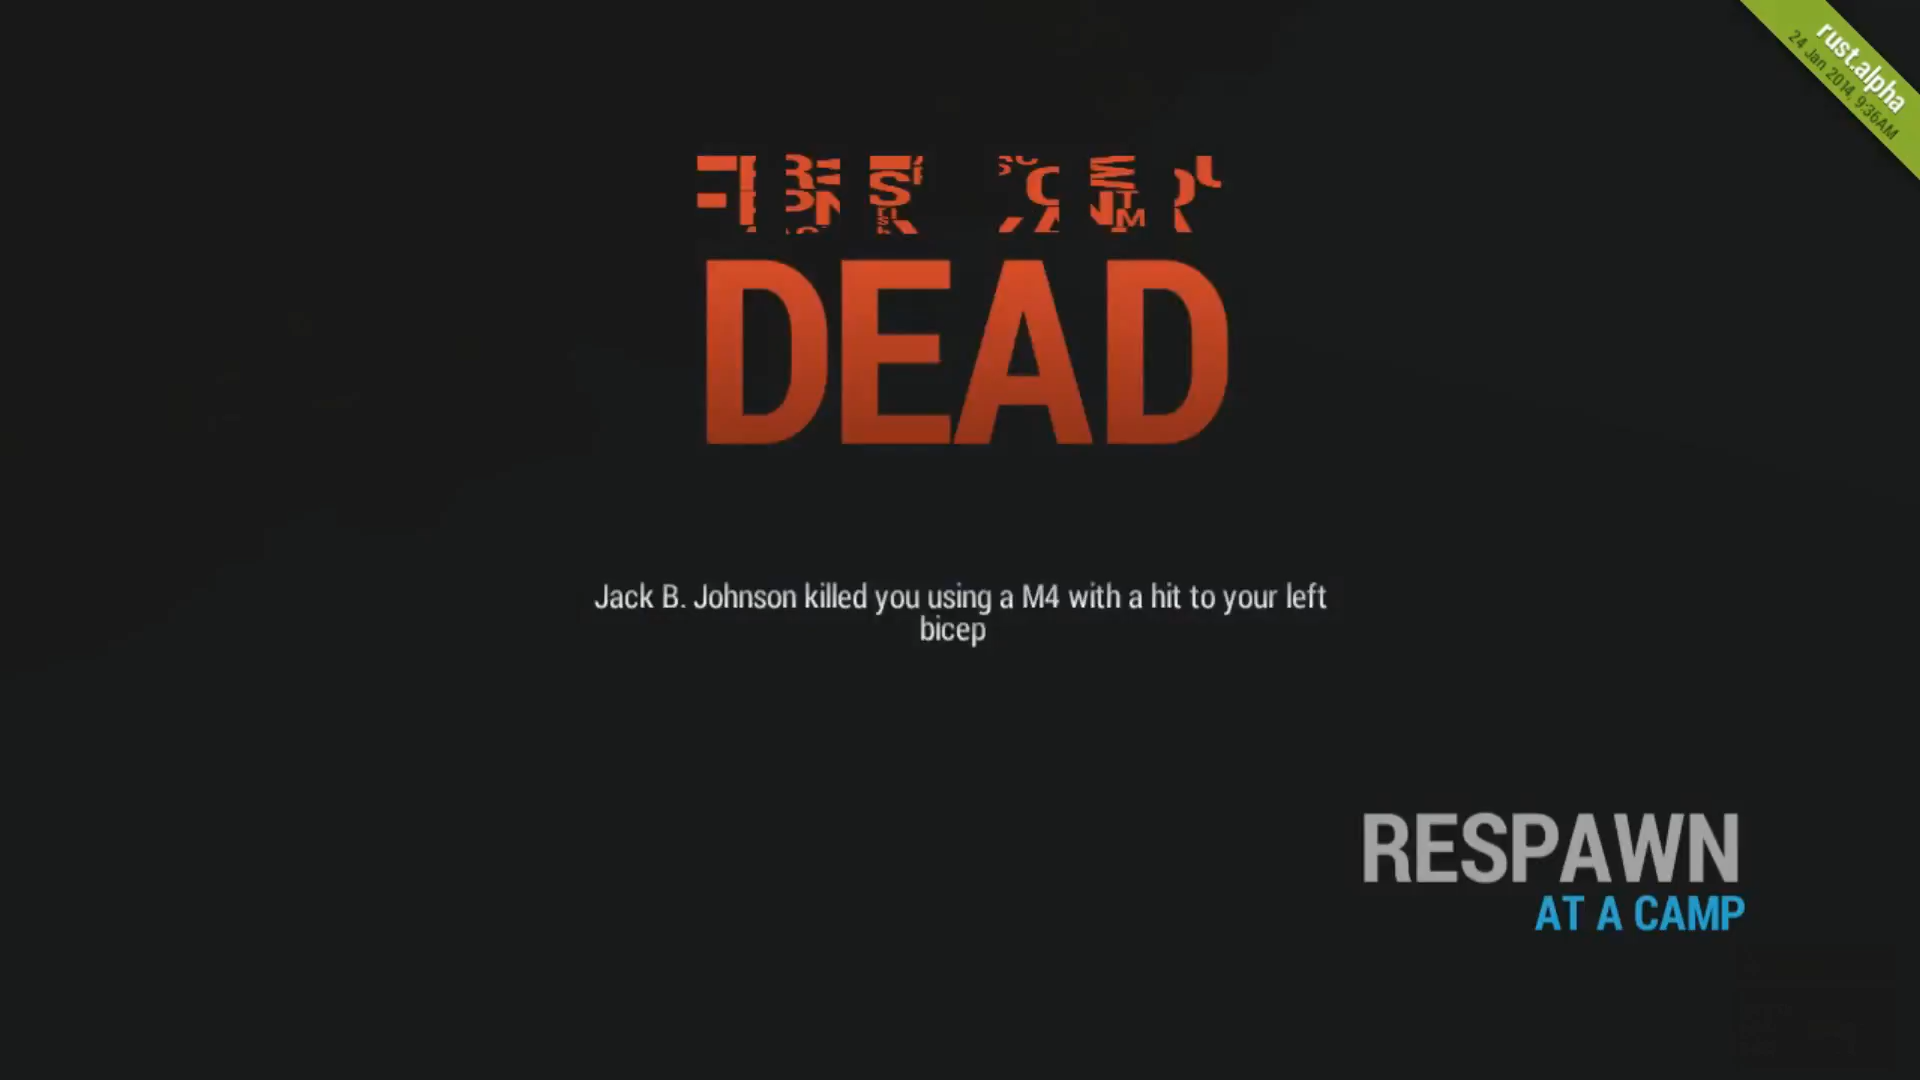 rust.alpha
24 Jan 2014, 9:36AM
DEAD
Jack B. Johnson killed you using a M4 with a hit to your left
bicep
RESPAWN
AT A CAMP